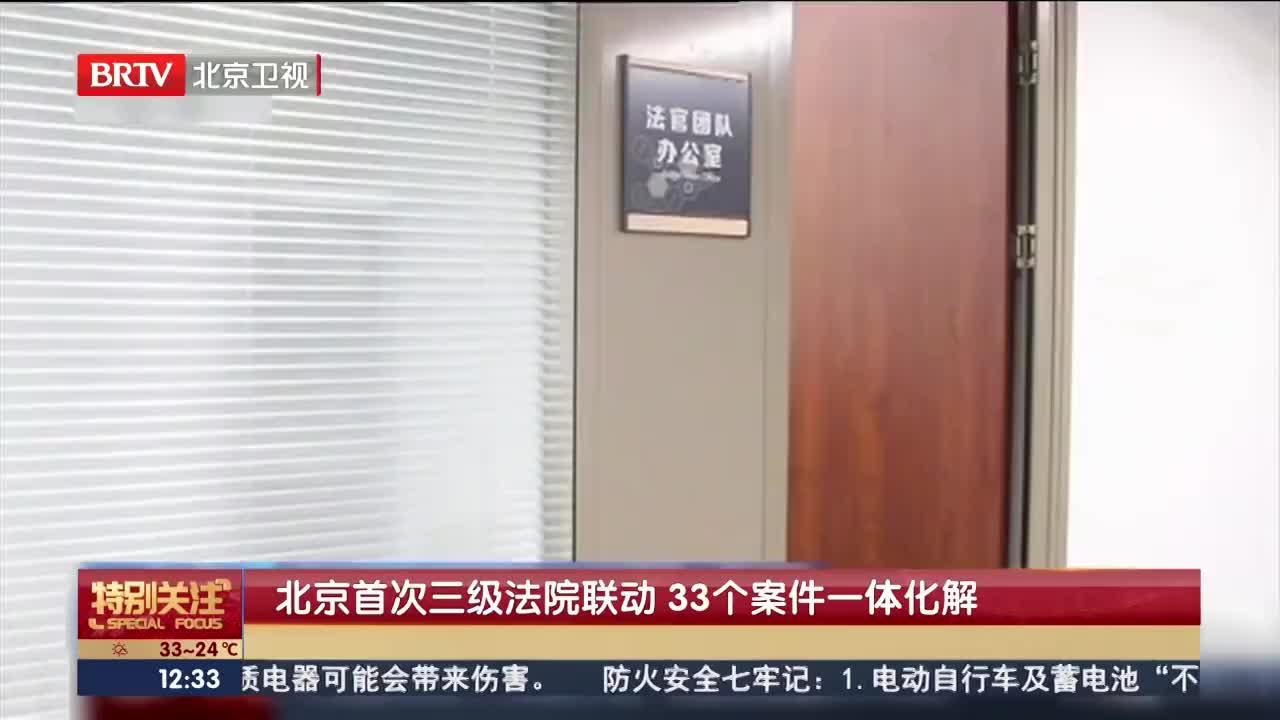 BRTV 北京卫视
法官团队
办公室
特别关注
SPECIAL FOCUS
北京首次三级法院联动 33个案件一体化解
33~24℃
12:33
质电器可能会带来伤害。 防火安全七牢记：1.电动自行车及蓄电池“不